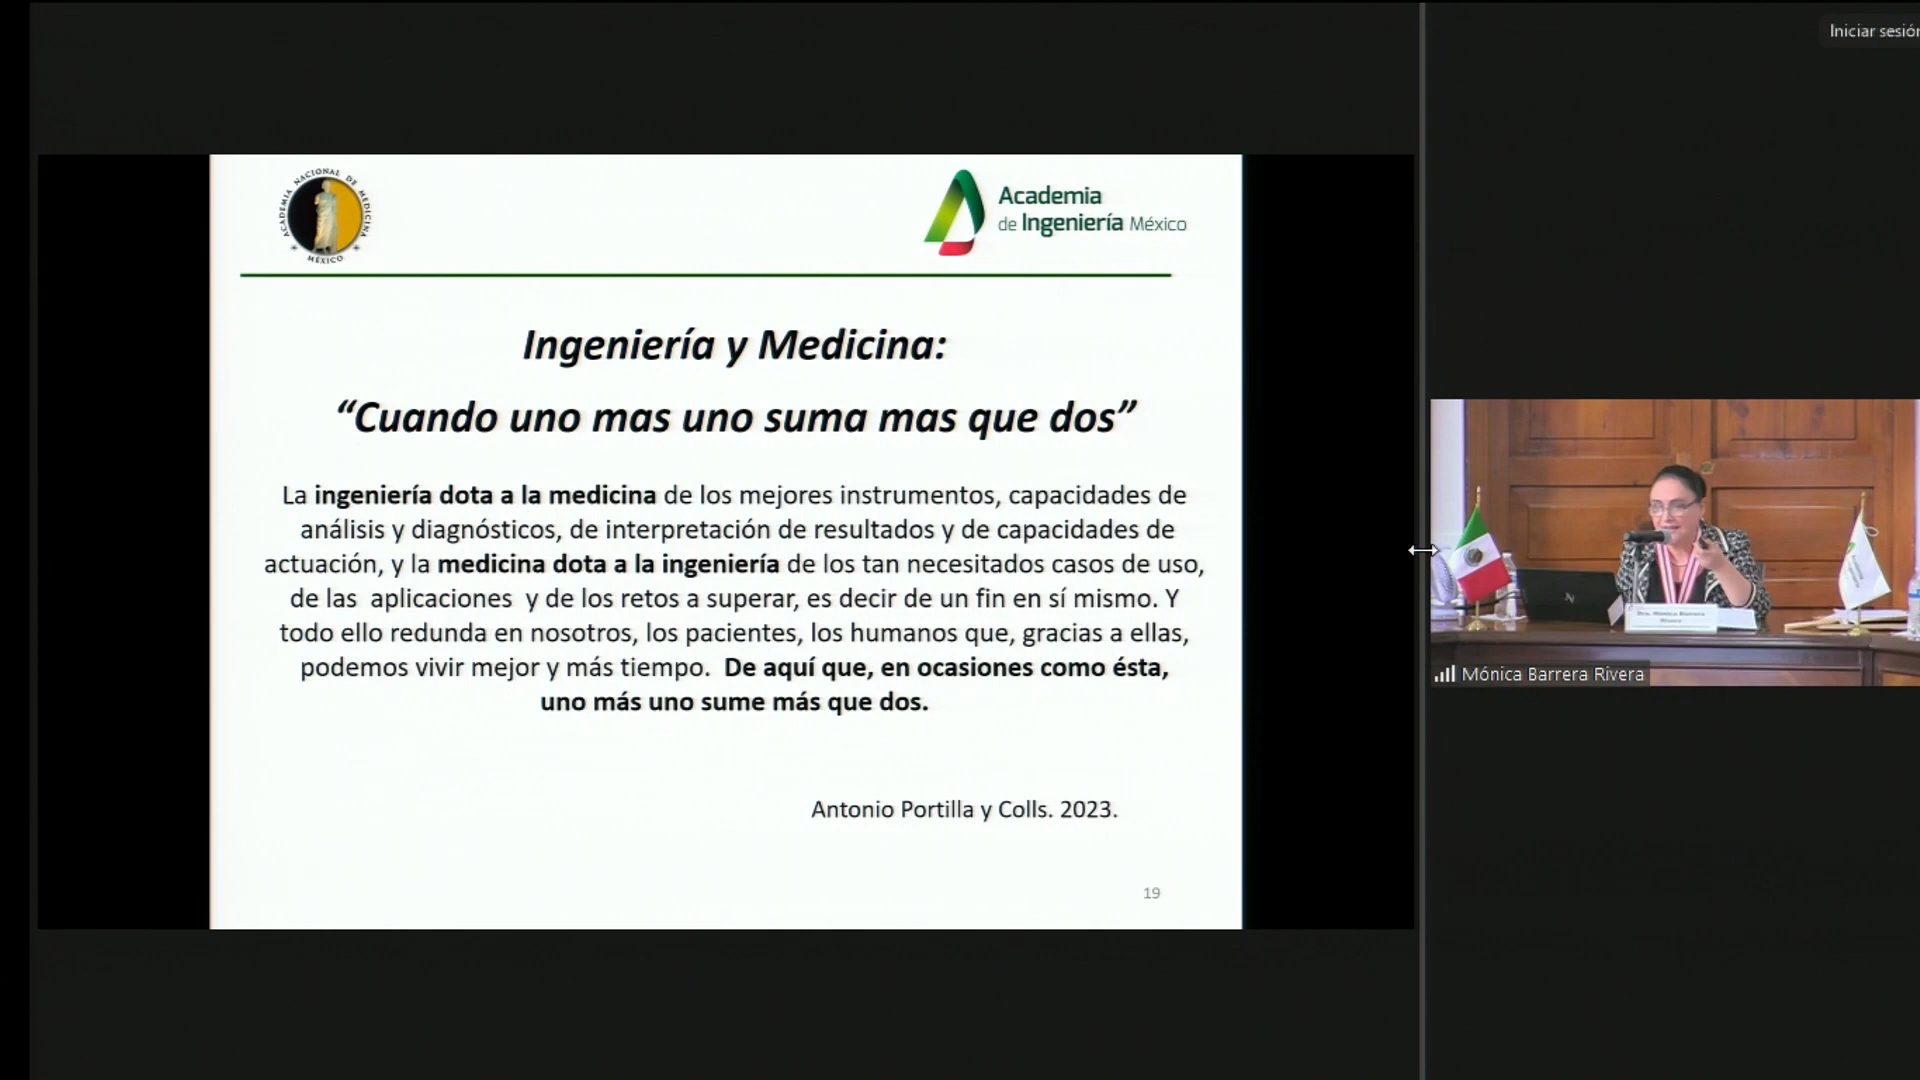 Iniciar sesión
ACADEMIA NACIONAL DE MEDICINA
MÉXICO
Academia
de Ingeniería México
Ingeniería y Medicina:
“Cuando uno mas uno suma mas que dos”
La ingeniería dota a la medicina de los mejores instrumentos, capacidades de
análisis y diagnósticos, de interpretación de resultados y de capacidades de
actuación, y la medicina dota a la ingeniería de los tan necesitados casos de uso,
de las aplicaciones y de los retos a superar, es decir de un fin en sí mismo. Y
todo ello redunda en nosotros, los pacientes, los humanos que, gracias a ellas,
podemos vivir mejor y más tiempo. De aquí que, en ocasiones como ésta,
uno más uno sume más que dos.
Antonio Portilla y Colls. 2023.
19
Dra. Mónica Barrera
Rivera
Mónica Barrera Rivera